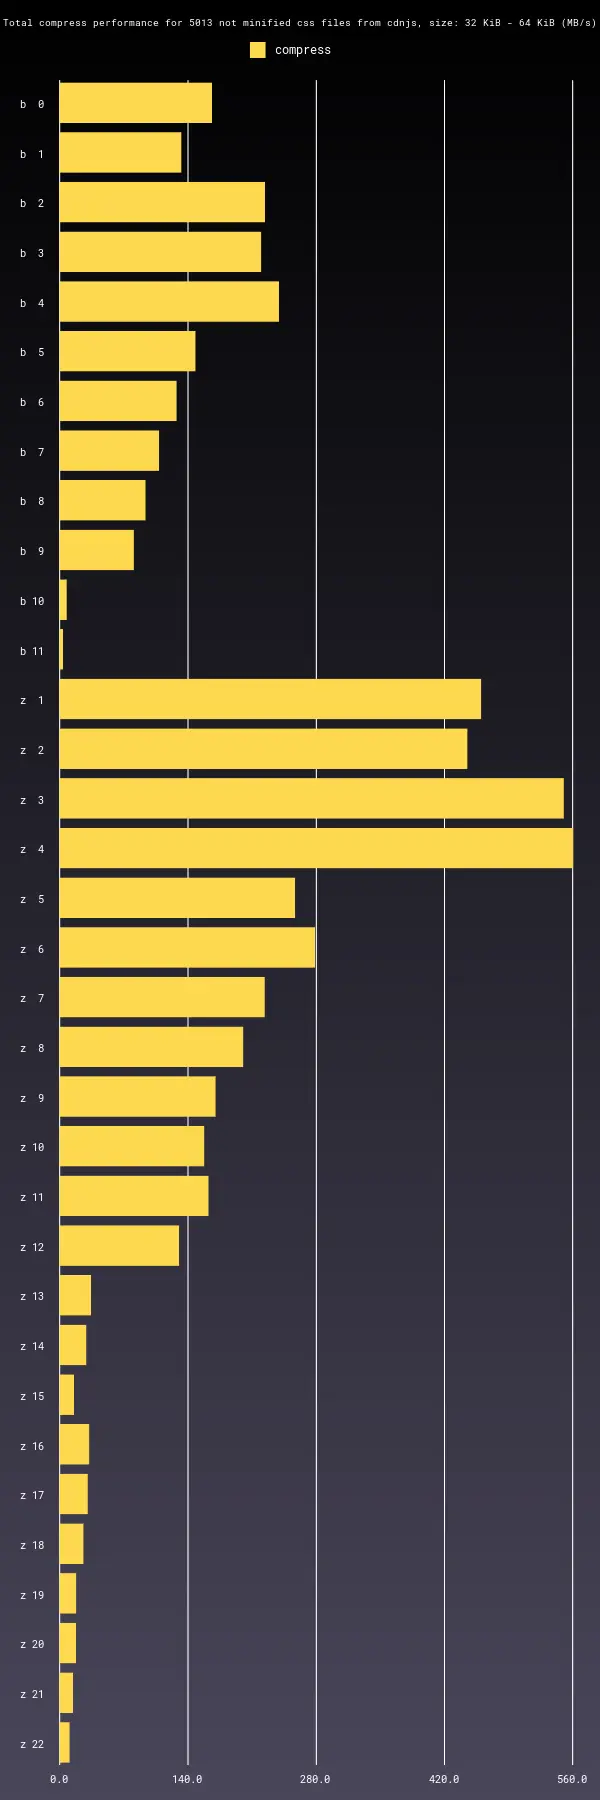 Total compress performance for 5013 not minified css files from cdnjs, size: 32 KiB - 64 KiB (MB/s)
compress
b 0
b 1
b 2
b 3
b 4
b 5
b 6
b 7
b 8
b 9
b 10
b 11
z 1
z 2
z 3
z 4
z 5
z 6
z 7
z 8
z 9
z 10
z 11
z 12
z 13
z 14
z 15
z 16
z 17
z 18
z 19
z 20
z 21
z 22
0.0 140.0 280.0 420.0 560.0